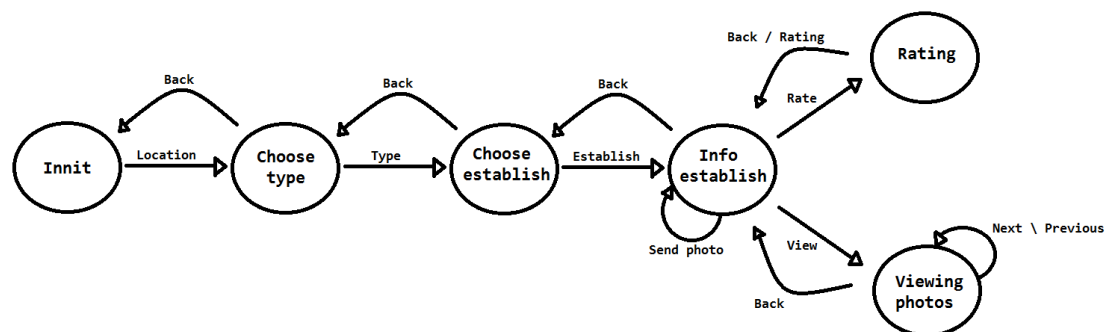 Back / Rating
Rating
Back
Back
Back
Rate
Innit
Location
Choose
type
Type
Choose
establish
Establish
Info
establish
Send photo
View
Next \ Previous
Back
Viewing
photos